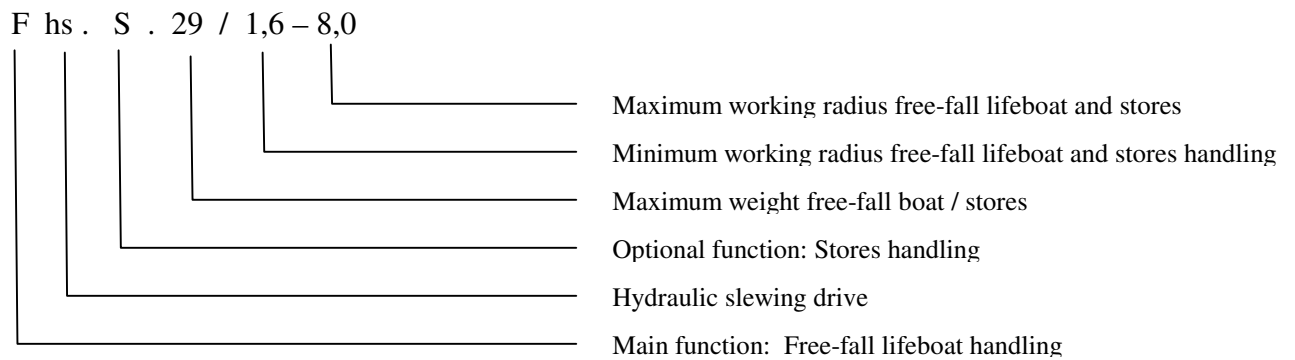 F hs . S . 29 / 1,6 – 8,0
Maximum working radius free-fall lifeboat and stores
Minimum working radius free-fall lifeboat and stores handling
Maximum weight free-fall boat / stores
Optional function: Stores handling
Hydraulic slewing drive
Main function: Free-fall lifeboat handling